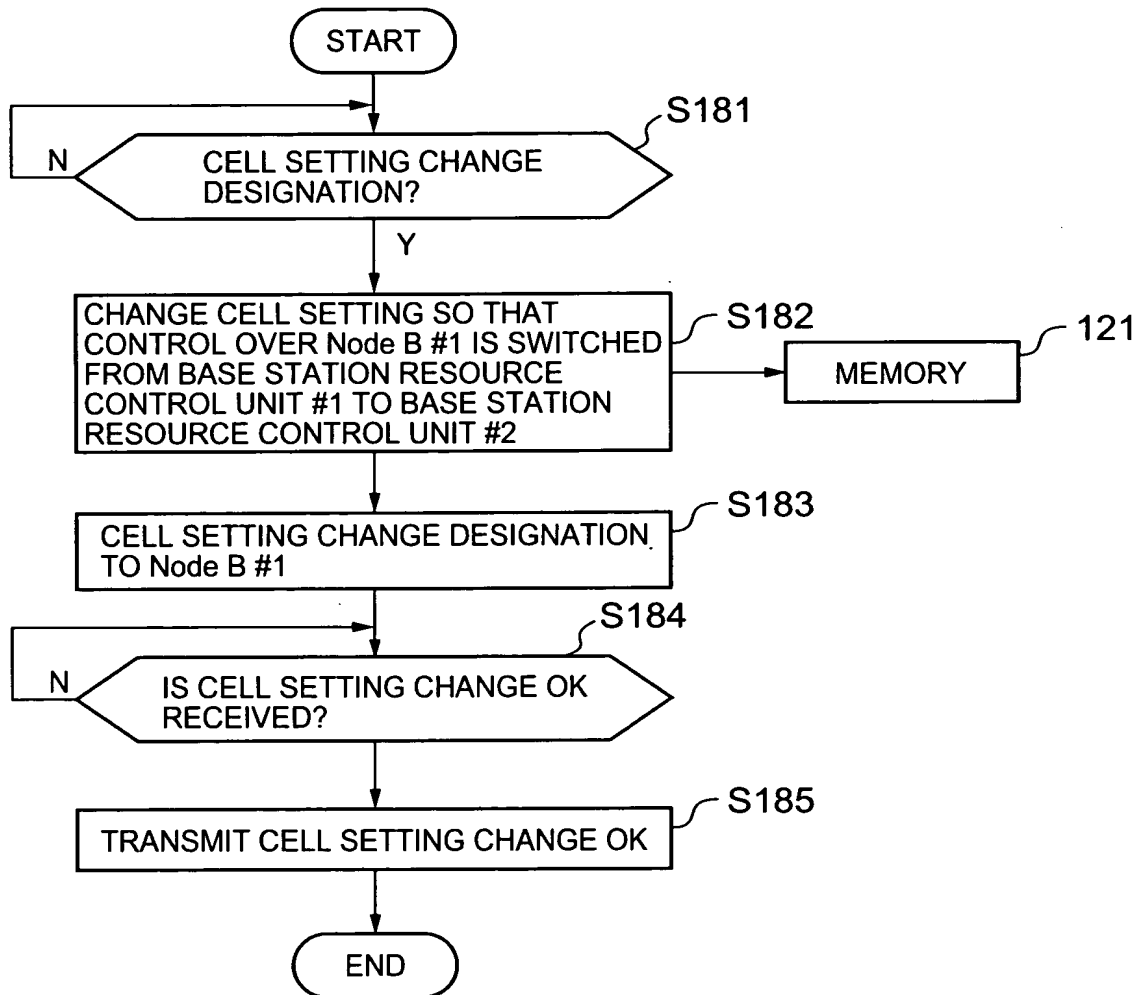 START
S181
N
CELL SETTING CHANGE
DESIGNATION?
Y
CHANGE CELL SETTING SO THAT
CONTROL OVER Node B #1 IS SWITCHED
FROM BASE STATION RESOURCE
CONTROL UNIT #1 TO BASE STATION
RESOURCE CONTROL UNIT #2
S182
121
MEMORY
S183
CELL SETTING CHANGE DESIGNATION
TO Node B #1
S184
N
IS CELL SETTING CHANGE OK
RECEIVED?
S185
TRANSMIT CELL SETTING CHANGE OK
END